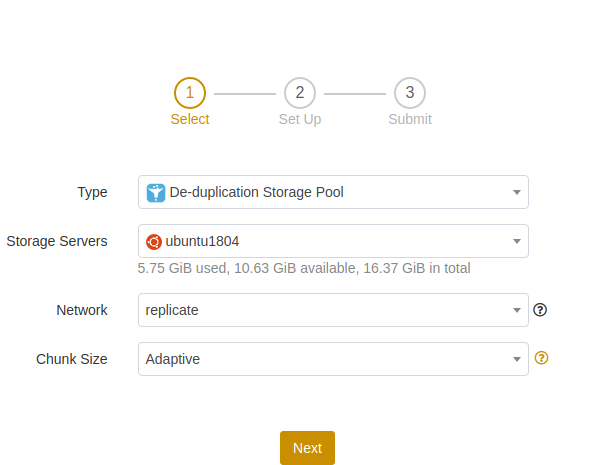 1 2 3
Select Set Up Submit
Type De-duplication Storage Pool
Storage Servers ubuntu1804
5.75 GiB used, 10.63 GiB available, 16.37 GiB in total
Network replicate ?
Chunk Size Adaptive ?
Next